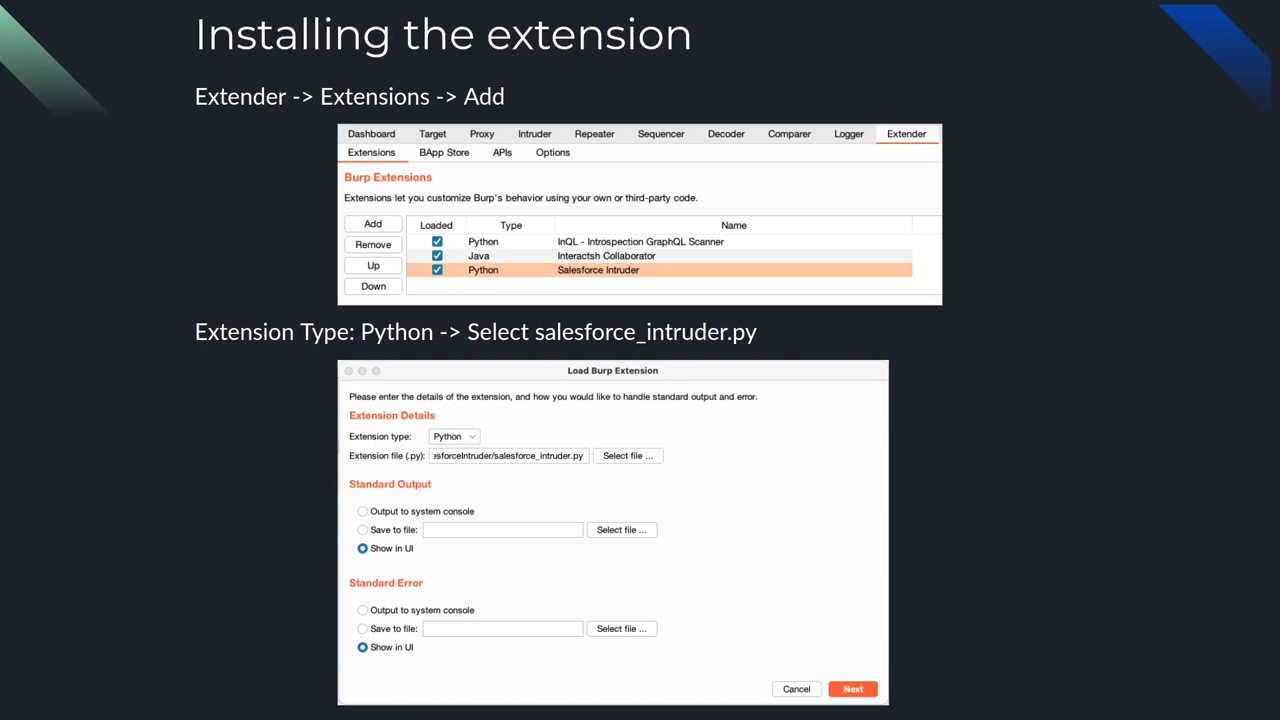 Installing the extension
Extender -> Extensions -> Add
Dashboard Target Proxy Intruder Repeater Sequencer Decoder Comparer Logger Extender
Extensions BApp Store APIs Options
Burp Extensions
Extensions let you customize Burp's behavior using your own or third-party code.
Add Loaded Type Name
Remove Python InQL - Introspection GraphQL Scanner
Java Interactsh Collaborator
Up Python Salesforce Intruder
Down
Extension Type: Python -> Select salesforce_intruder.py
Load Burp Extension
Please enter the details of the extension, and how you would like to handle standard output and error.
Extension Details
Extension type: Python
Extension file (.py): esforceIntruder/salesforce_intruder.py Select file ...
Standard Output
Output to system console
Save to file: Select file ...
Show in UI
Standard Error
Output to system console
Save to file: Select file ...
Show in UI
Cancel Next